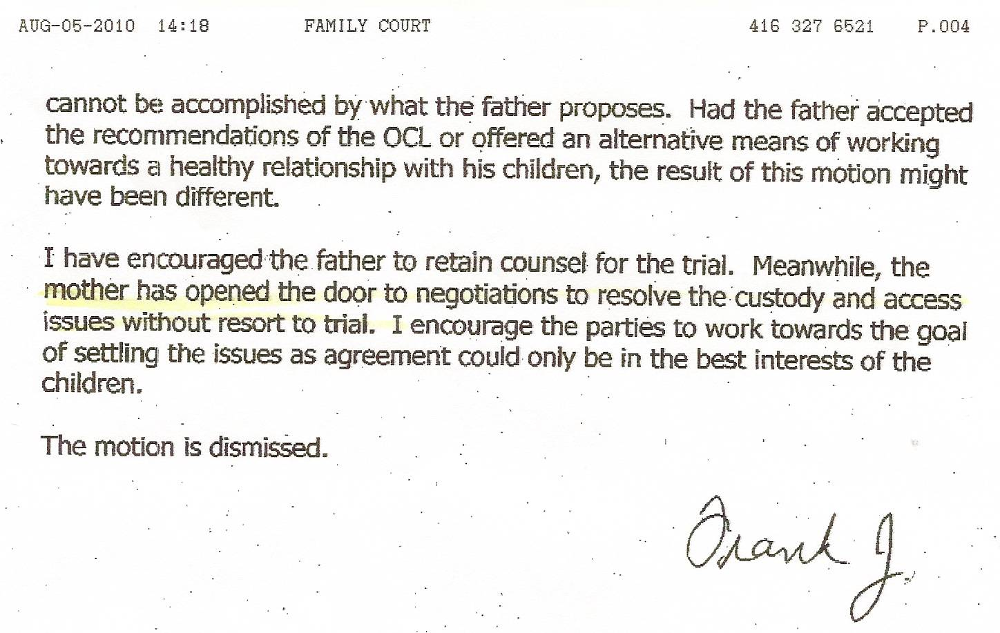 AUG-05-2010 14:18 FAMILY COURT 416 327 6521 P.004
cannot be accomplished by what the father proposes. Had the father accepted
the recommendations of the OCL or offered an alternative means of working
towards a healthy relationship with his children, the result of this motion might
have been different.
I have encouraged the father to retain counsel for the trial. Meanwhile, the
mother has opened the door to negotiations to resolve the custody and access
issues without resort to trial. I encourage the parties to work towards the goal
of settling the issues as agreement could only be in the best interests of the
children.
The motion is dismissed.
Frank J.